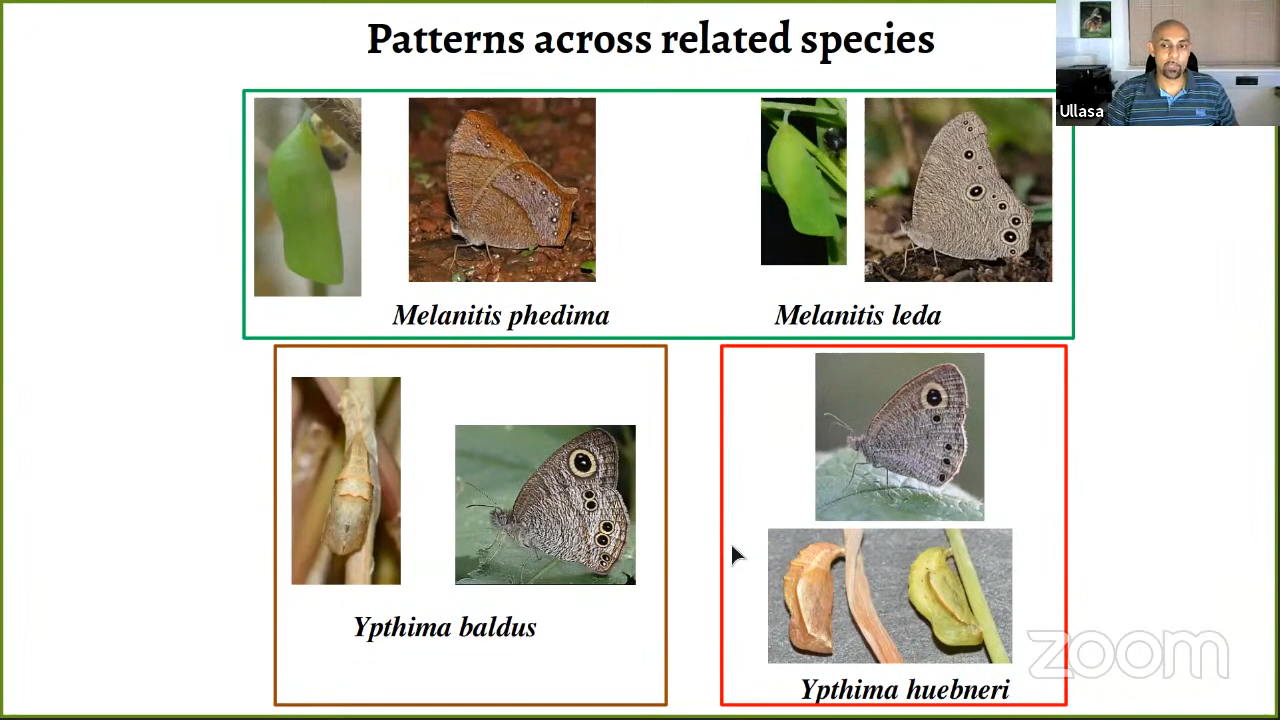 Patterns across related species
Ullasa
Melanitis phedima
Melanitis leda
Ypthima baldus
Ypthima huebneri
zoom